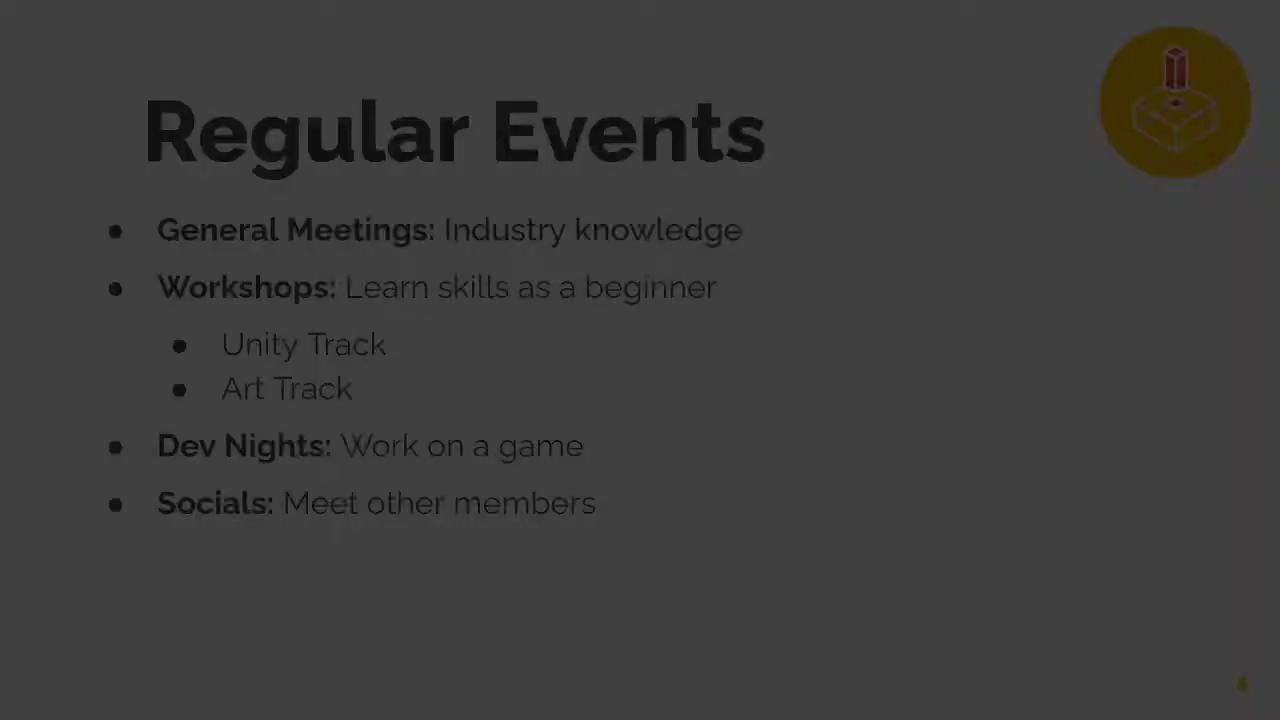 Regular Events
● General Meetings: Industry knowledge
● Workshops: Learn skills as a beginner
● Unity Track
● Art Track
● Dev Nights: Work on a game
● Socials: Meet other members